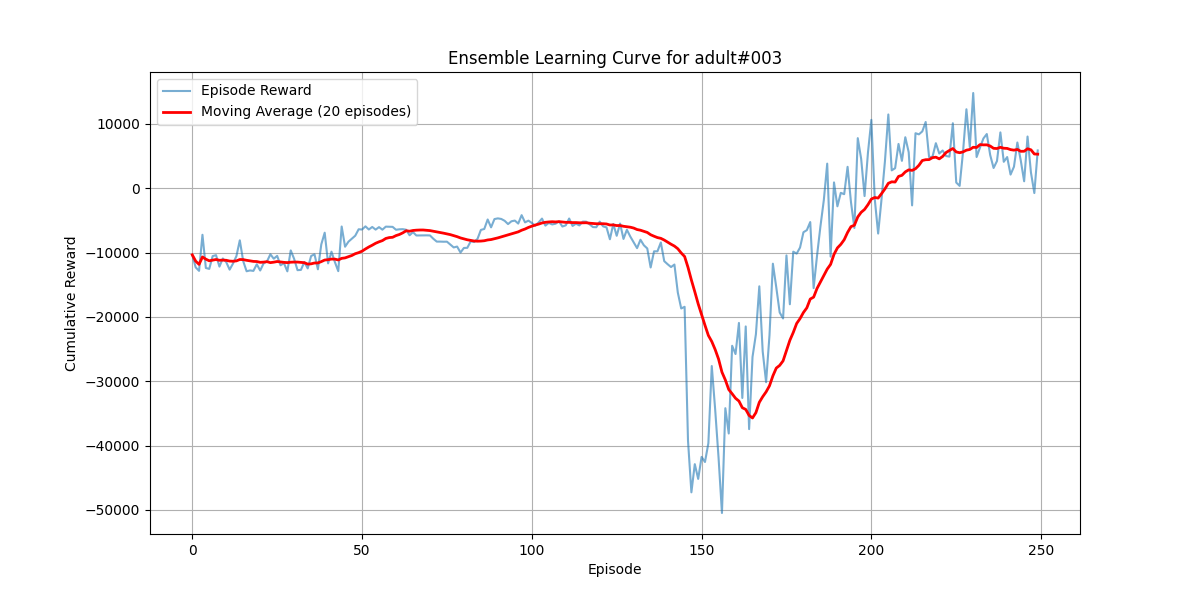 Ensemble Learning Curve for adult#003
Episode Reward
Moving Average (20 episodes)
Cumulative Reward
10000
0
−10000
−20000
−30000
−40000
−50000
0 50 100 150 200 250
Episode